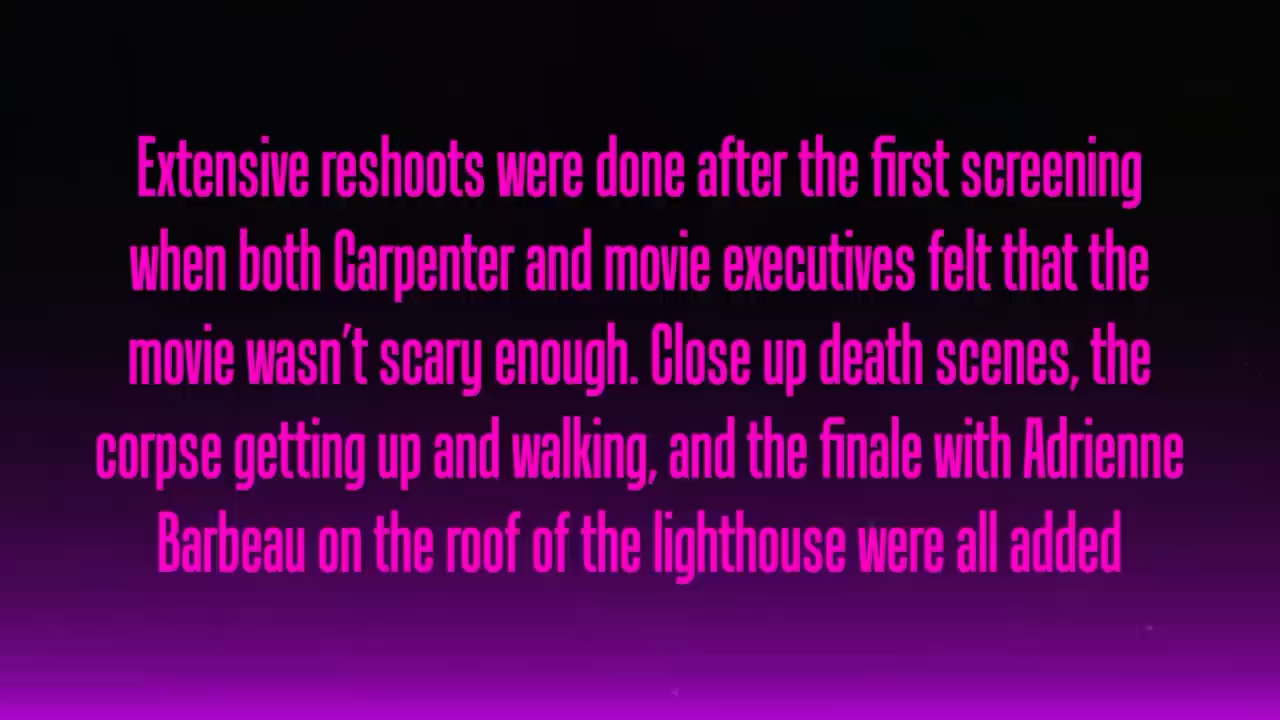 Extensive reshoots were done after the first screening
when both Carpenter and movie executives felt that the
movie wasn't scary enough. Close up death scenes, the
corpse getting up and walking, and the finale with Adrienne
Barbeau on the roof of the lighthouse were all added